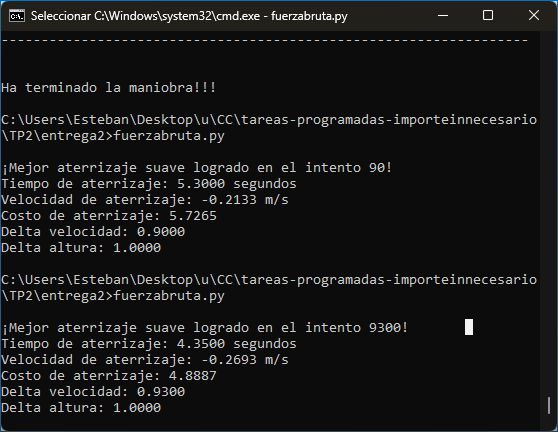 Seleccionar C:\Windows\system32\cmd.exe - fuerzabruta.py
------------------------------------------------------------------
Ha terminado la maniobra!!!
C:\Users\Esteban\Desktop\u\CC\tareas-programadas-importeinnecesario
\TP2\entrega2>fuerzabruta.py
¡Mejor aterrizaje suave logrado en el intento 90!
Tiempo de aterrizaje: 5.3000 segundos
Velocidad de aterrizaje: -0.2133 m/s
Costo de aterrizaje: 5.7265
Delta velocidad: 0.9000
Delta altura: 1.0000
C:\Users\Esteban\Desktop\u\CC\tareas-programadas-importeinnecesario
\TP2\entrega2>fuerzabruta.py
¡Mejor aterrizaje suave logrado en el intento 9300!
Tiempo de aterrizaje: 4.3500 segundos
Velocidad de aterrizaje: -0.2693 m/s
Costo de aterrizaje: 4.8887
Delta velocidad: 0.9300
Delta altura: 1.0000